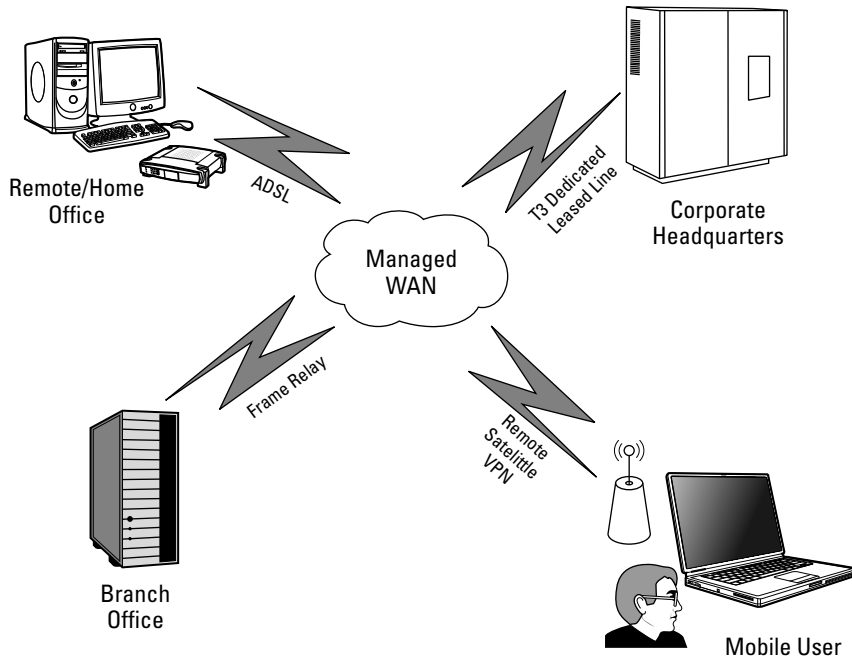 Remote/Home
Office
ADSL
T3 Dedicated
Leased Line
Corporate
Headquarters
Managed
WAN
Frame Relay
Remote
Satelittle
VPN
Branch
Office
Mobile User